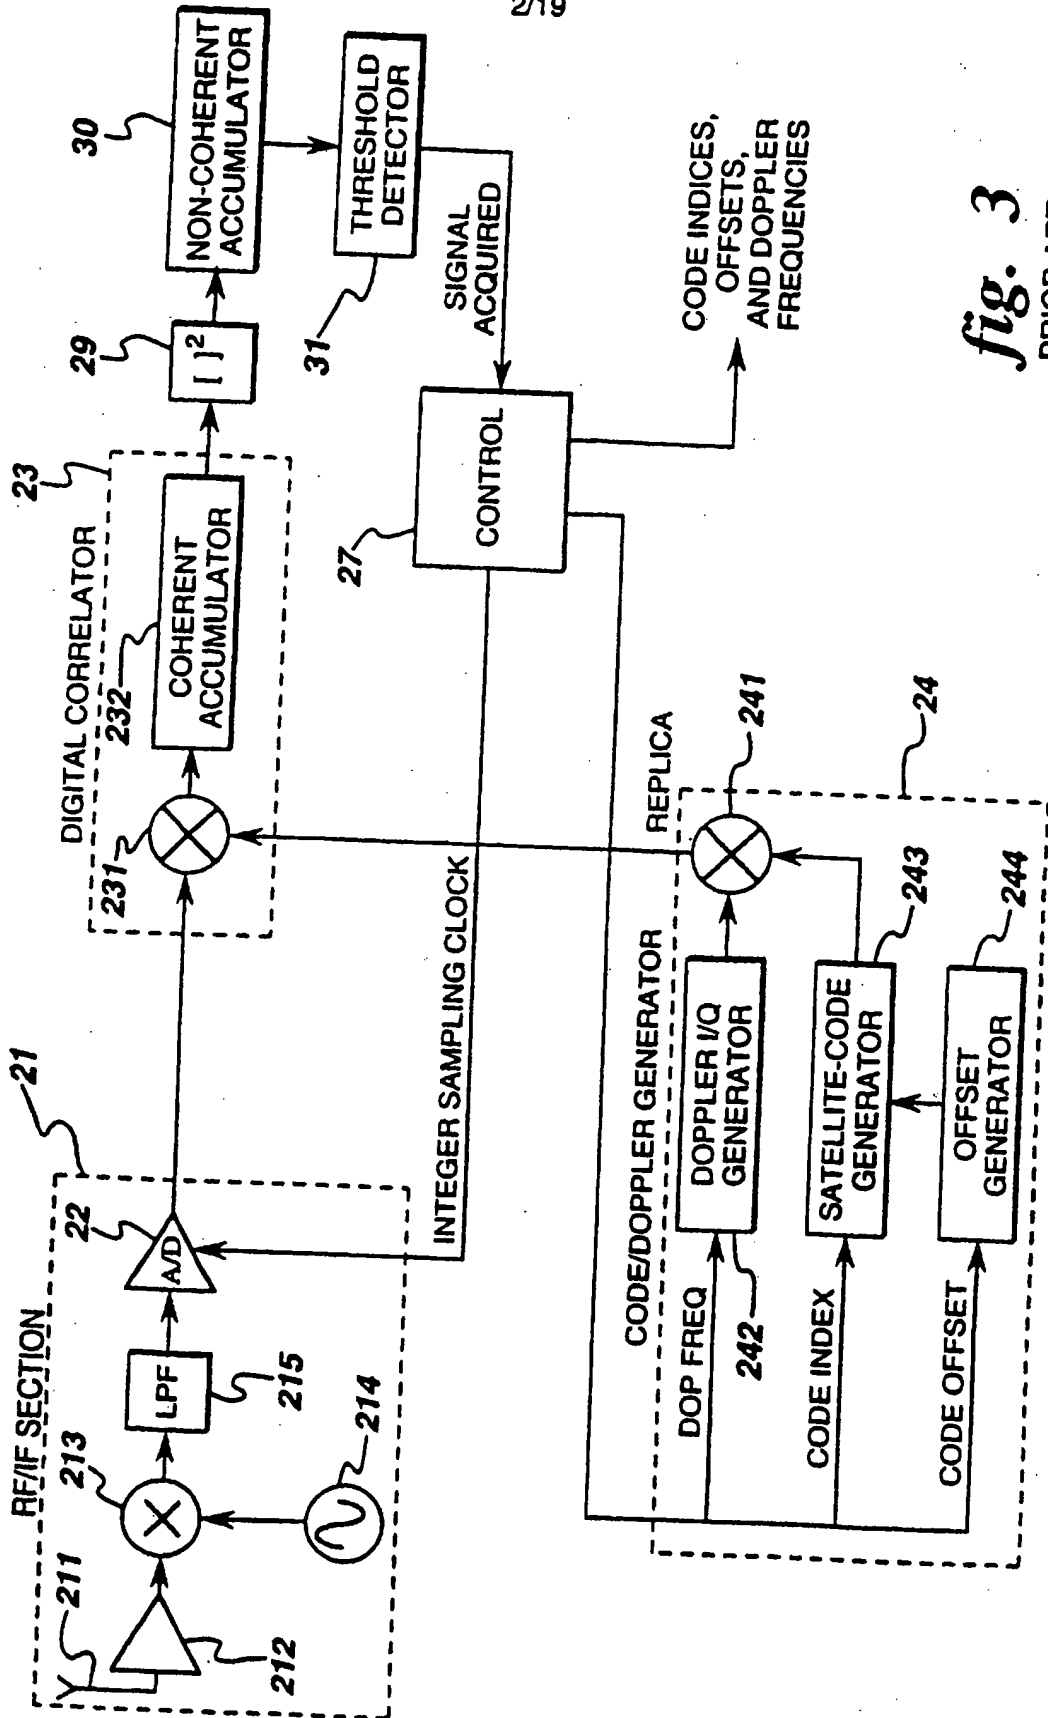 2/19
RF/IF SECTION
21
211
212
213
214
LPF
215
22
A/D
DIGITAL CORRELATOR
23
231
232
COHERENT
ACCUMULATOR
29
[ ]²
30
NON-COHERENT
ACCUMULATOR
THRESHOLD
DETECTOR
31
SIGNAL
ACQUIRED
27
CONTROL
INTEGER SAMPLING CLOCK
CODE INDICES,
OFFSETS,
AND DOPPLER
FREQUENCIES
CODE/DOPPLER GENERATOR
REPLICA
241
24
DOP FREQ
242
DOPPLER I/Q
GENERATOR
CODE INDEX
SATELLITE-CODE
GENERATOR
243
CODE OFFSET
OFFSET
GENERATOR
244
fig. 3
PRIOR ART